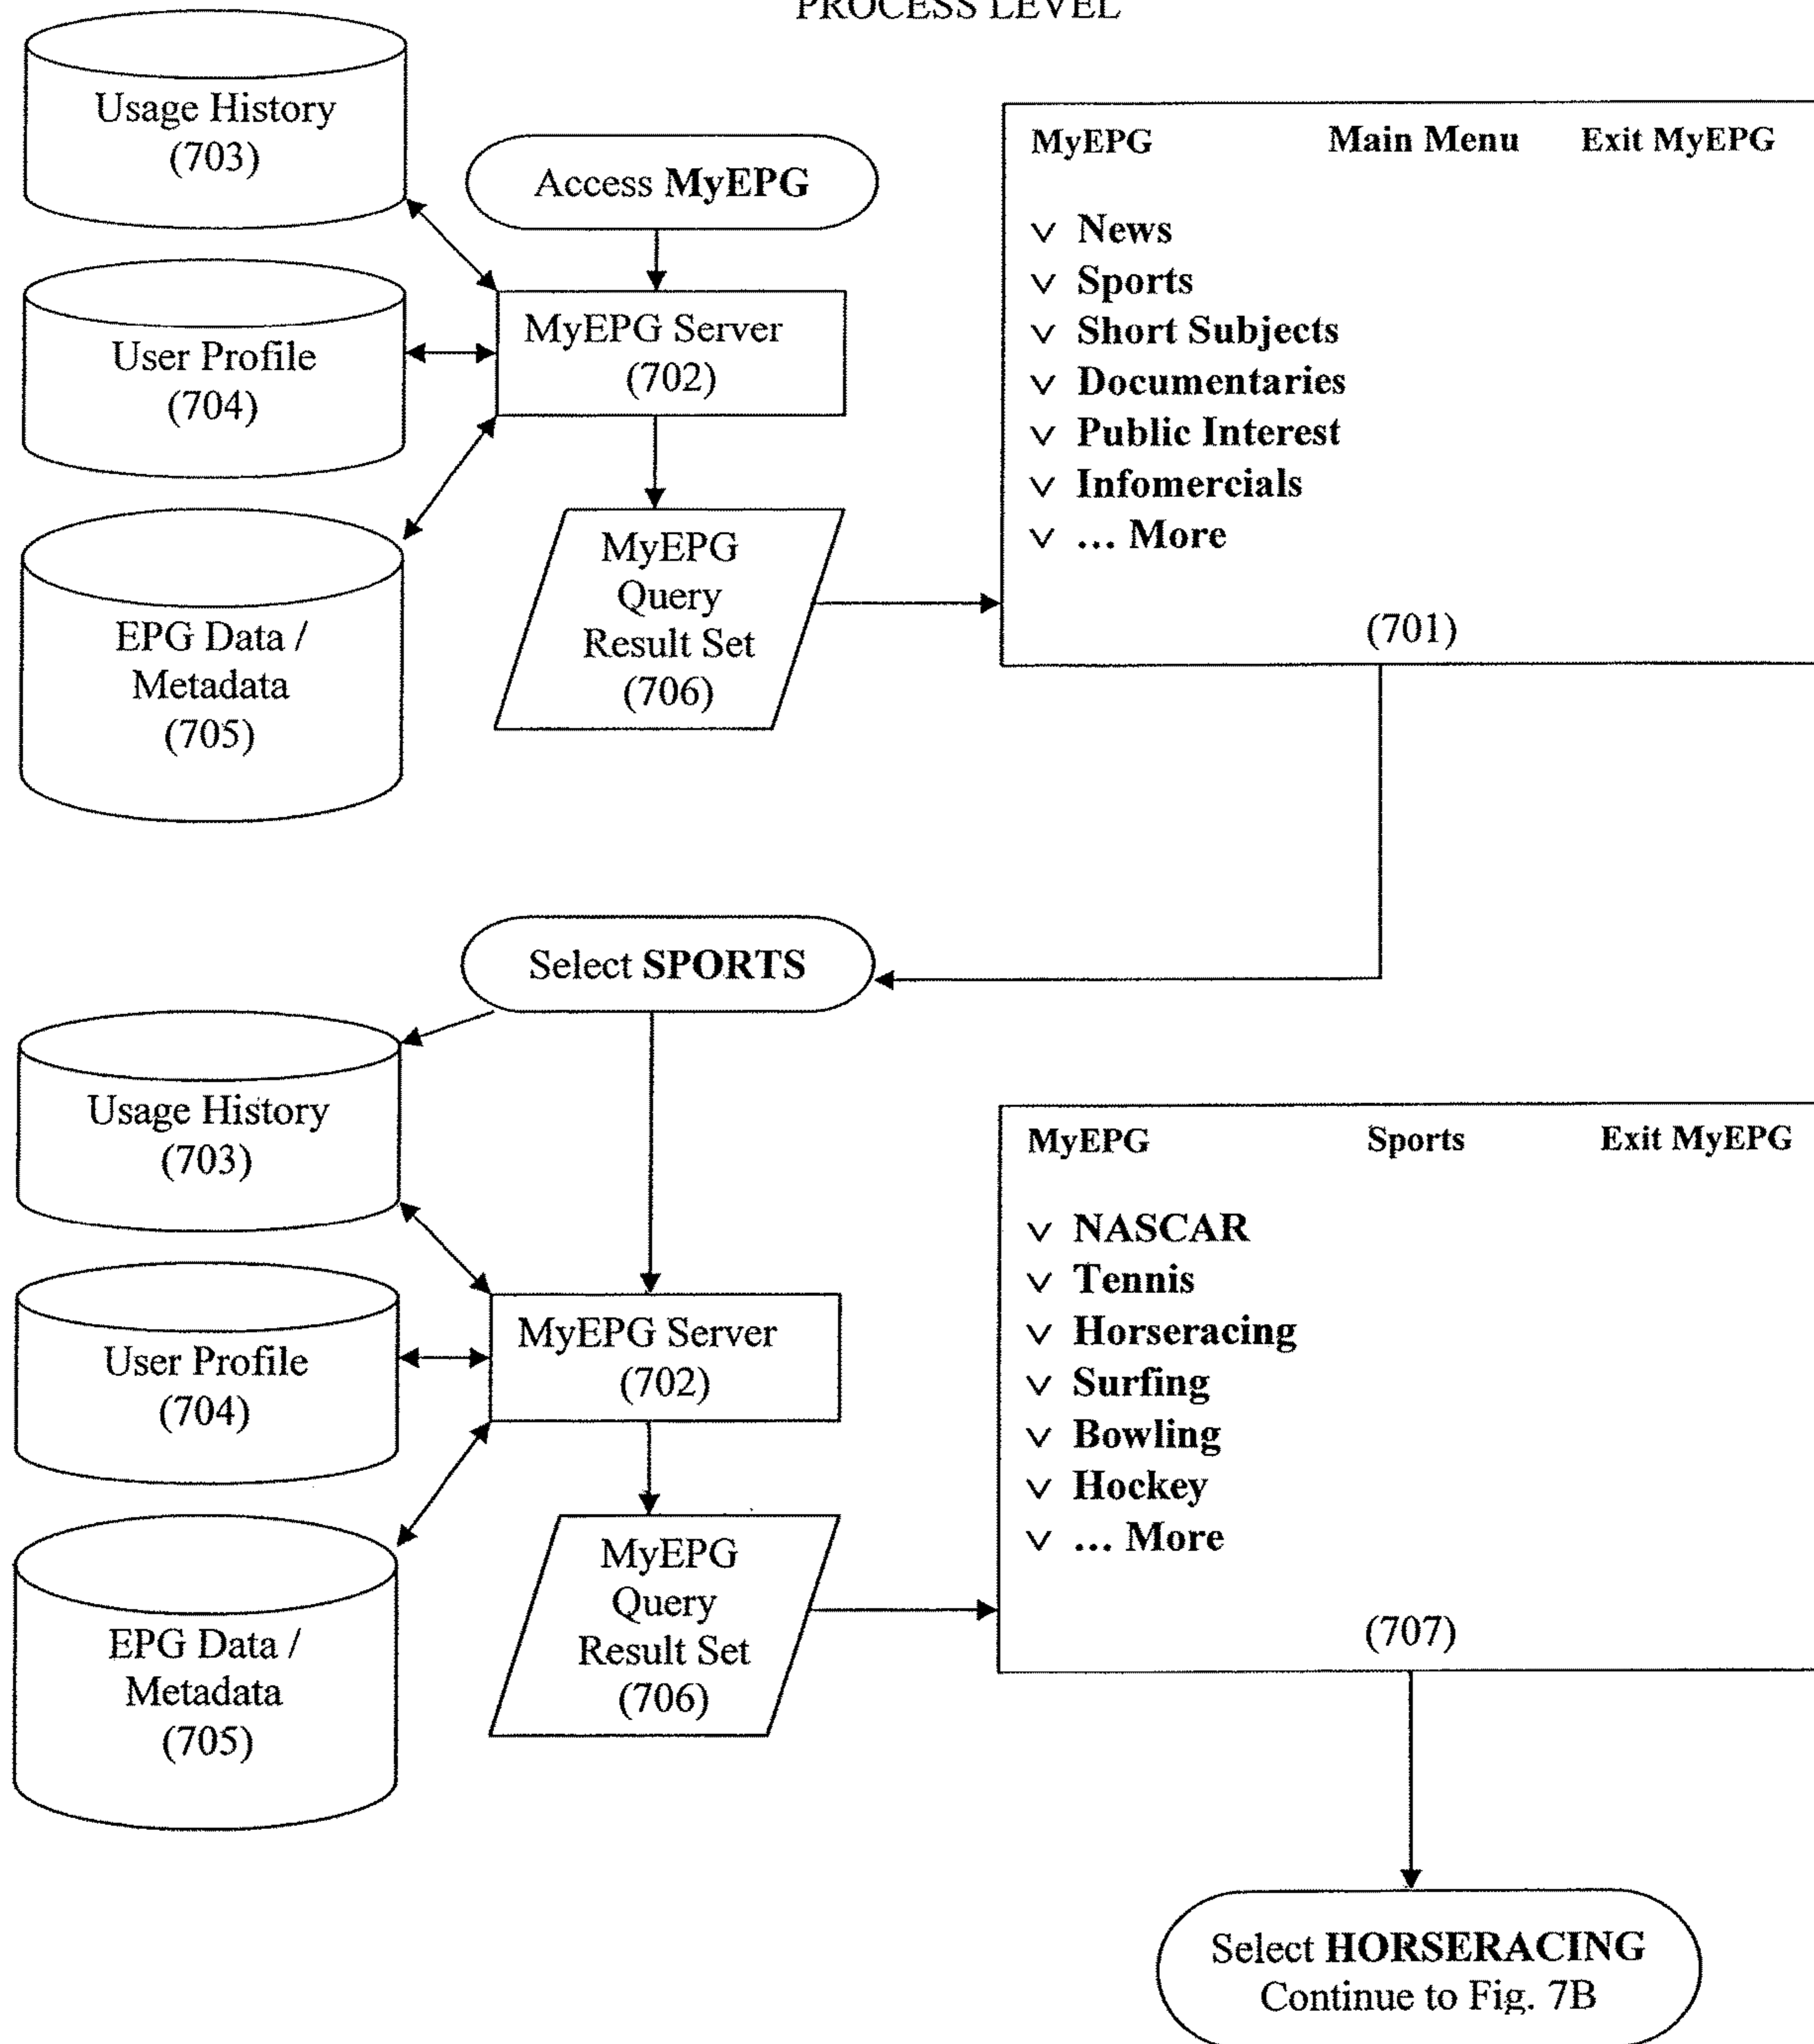 PROCESS LEVEL
Usage History
(703)
Access MyEPG
User Profile
(704)
MyEPG Server
(702)
EPG Data /
Metadata
(705)
MyEPG
Query
Result Set
(706)
MyEPG Main Menu Exit MyEPG
v News
v Sports
v Short Subjects
v Documentaries
v Public Interest
v Infomercials
v ... More
(701)
Select SPORTS
Usage History
(703)
User Profile
(704)
MyEPG Server
(702)
EPG Data /
Metadata
(705)
MyEPG
Query
Result Set
(706)
MyEPG Sports Exit MyEPG
v NASCAR
v Tennis
v Horseracing
v Surfing
v Bowling
v Hockey
v ... More
(707)
Select HORSERACING
Continue to Fig. 7B